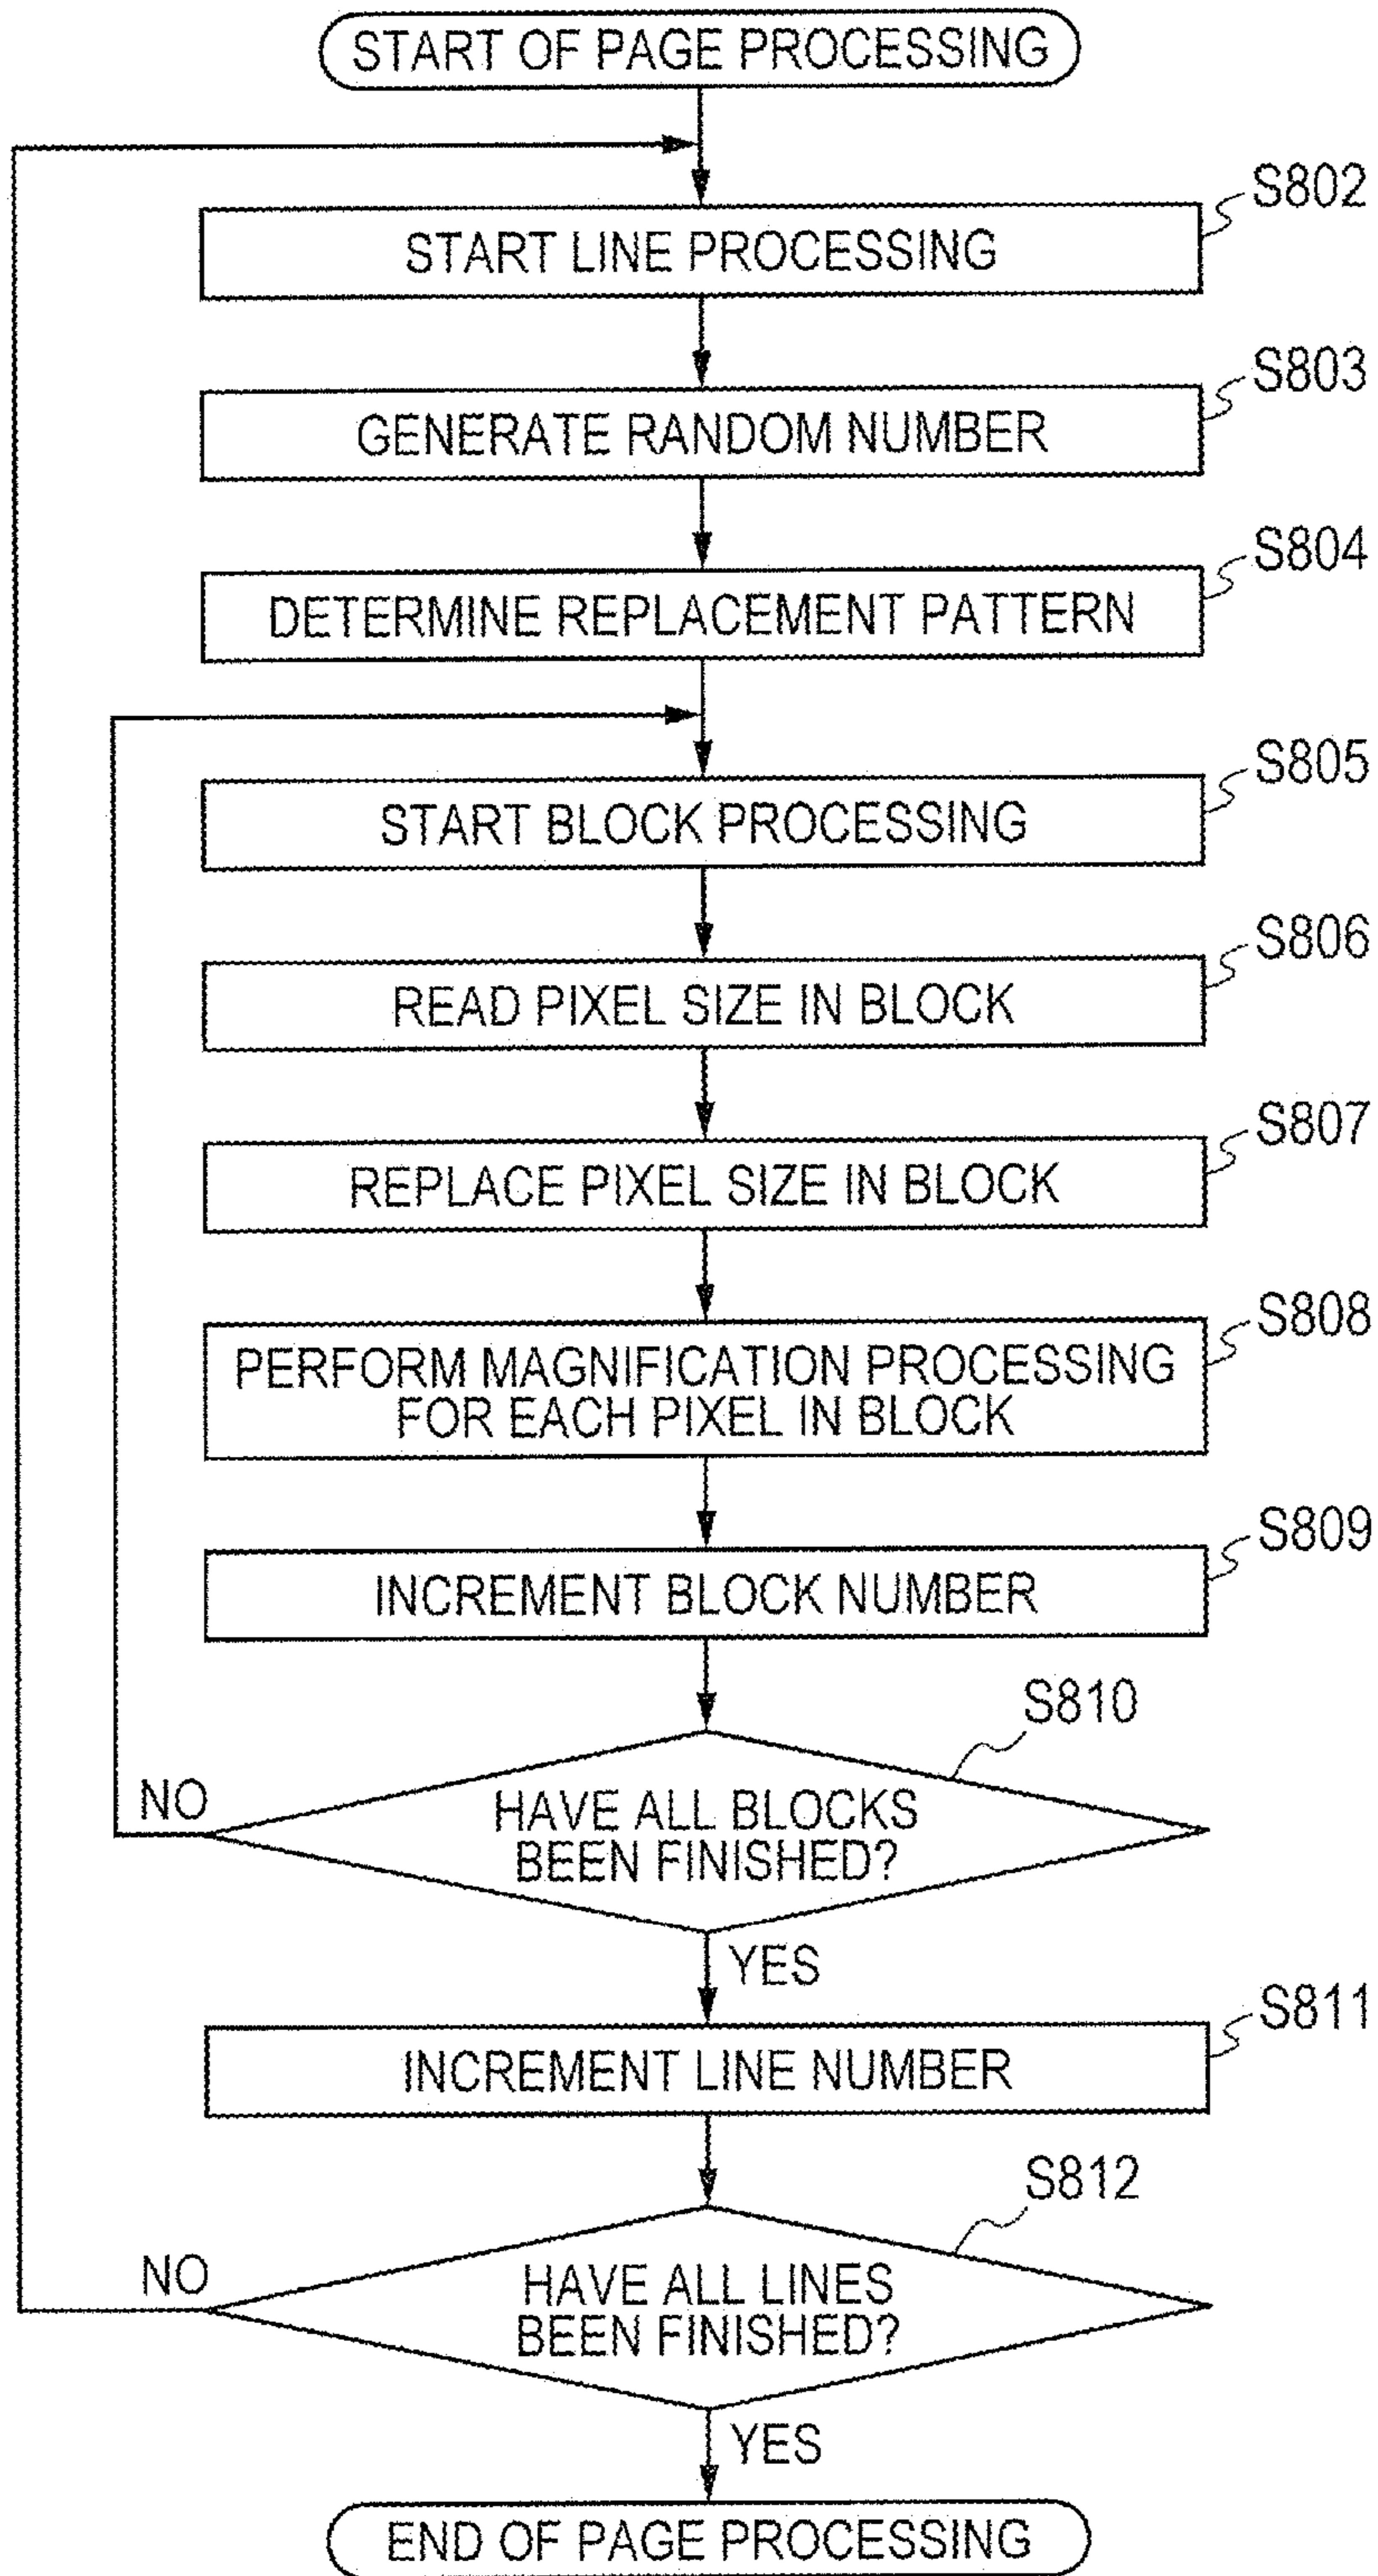 START OF PAGE PROCESSING
S802
START LINE PROCESSING
S803
GENERATE RANDOM NUMBER
S804
DETERMINE REPLACEMENT PATTERN
S805
START BLOCK PROCESSING
S806
READ PIXEL SIZE IN BLOCK
S807
REPLACE PIXEL SIZE IN BLOCK
S808
PERFORM MAGNIFICATION PROCESSING
FOR EACH PIXEL IN BLOCK
S809
INCREMENT BLOCK NUMBER
S810
NO
HAVE ALL BLOCKS
BEEN FINISHED?
YES
S811
INCREMENT LINE NUMBER
S812
NO
HAVE ALL LINES
BEEN FINISHED?
YES
END OF PAGE PROCESSING